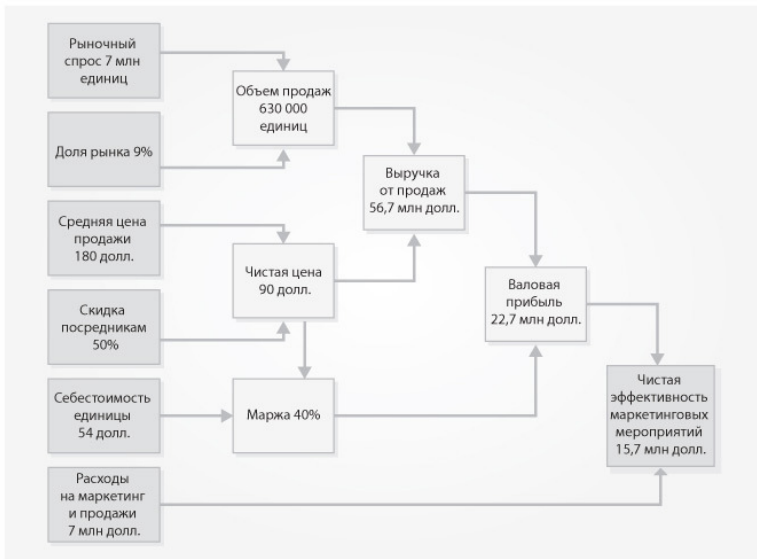 Рыночный
спрос 7 млн
единиц
Объем продаж
630 000
единиц
Доля рынка 9%
Выручка
от продаж
56,7 млн долл.
Средняя цена
продажи
180 долл.
Чистая цена
90 долл.
Валовая
прибыль
22,7 млн долл.
Скидка
посредникам
50%
Себестоимость
единицы
54 долл.
Маржа 40%
Чистая
эффективность
маркетинговых
мероприятий
15,7 млн долл.
Расходы
на маркетинг
и продажи
7 млн долл.